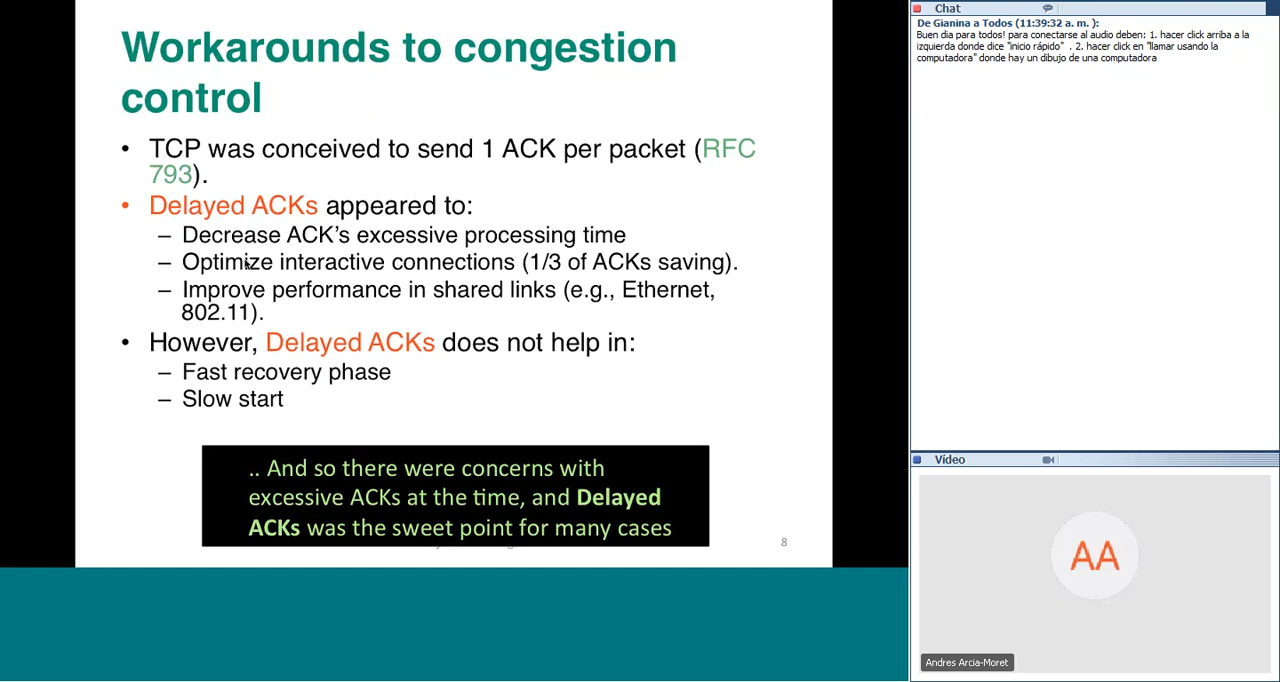 Workarounds to congestion
control
• TCP was conceived to send 1 ACK per packet (RFC
793).
• Delayed ACKs appeared to:
– Decrease ACK’s excessive processing time
– Optimize interactive connections (1/3 of ACKs saving).
– Improve performance in shared links (e.g., Ethernet,
802.11).
• However, Delayed ACKs does not help in:
– Fast recovery phase
– Slow start
.. And so there were concerns with
excessive ACKs at the time, and Delayed
ACKs was the sweet point for many cases
8
Chat
De Gianina a Todos (11:39:32 a. m. ):
Buen dia para todos! para conectarse al audio deben: 1. hacer click arriba a la
izquierda donde dice "inicio rápido" . 2. hacer click en "llamar usando la
computadora" donde hay un dibujo de una computadora
Vídeo
AA
Andres Arcia-Moret